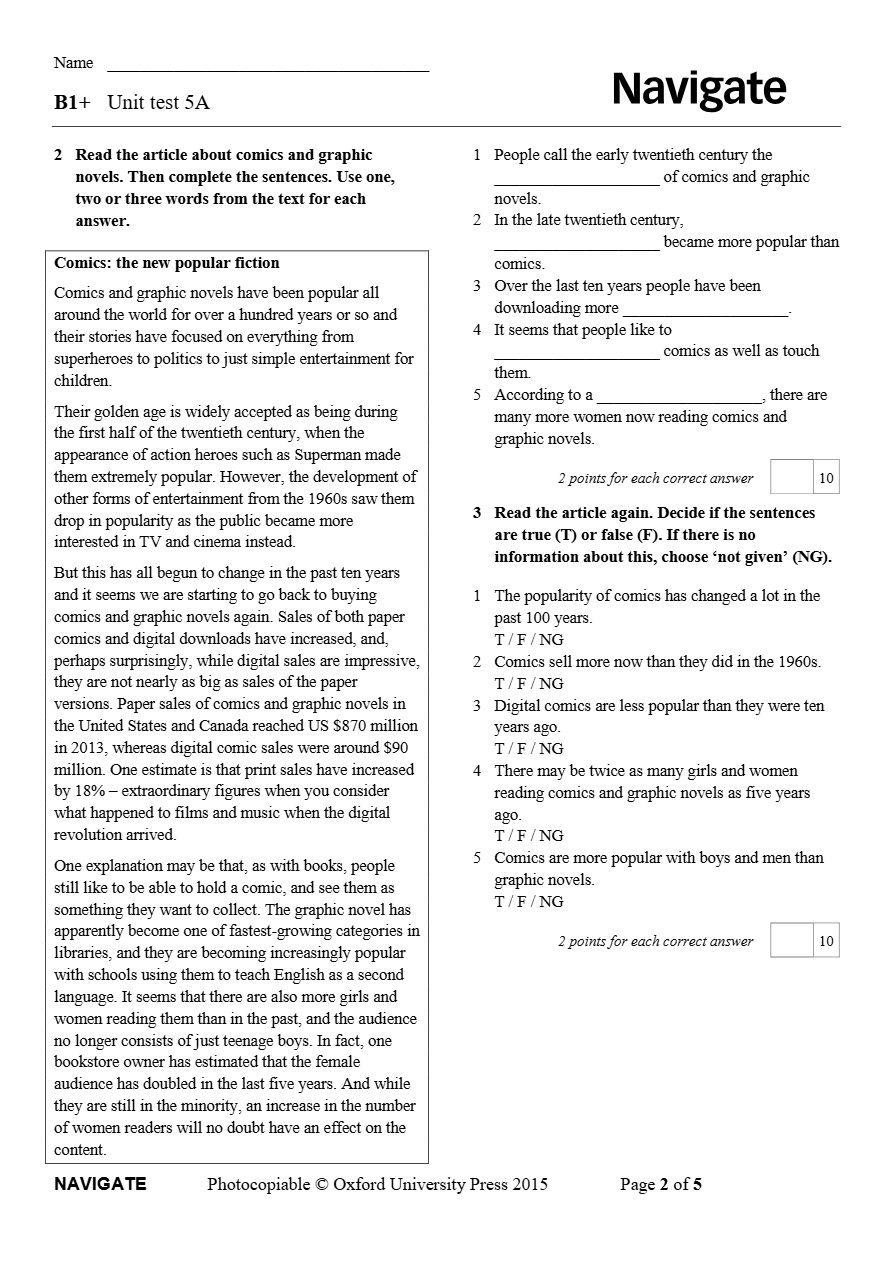 Name ____________________________________
B1+ Unit test 5A
Navigate
2 Read the article about comics and graphic
novels. Then complete the sentences. Use one,
two or three words from the text for each
answer.
Comics: the new popular fiction
Comics and graphic novels have been popular all
around the world for over a hundred years or so and
their stories have focused on everything from
superheroes to politics to just simple entertainment for
children.
Their golden age is widely accepted as being during
the first half of the twentieth century, when the
appearance of action heroes such as Superman made
them extremely popular. However, the development of
other forms of entertainment from the 1960s saw them
drop in popularity as the public became more
interested in TV and cinema instead.
But this has all begun to change in the past ten years
and it seems we are starting to go back to buying
comics and graphic novels again. Sales of both paper
comics and digital downloads have increased, and,
perhaps surprisingly, while digital sales are impressive,
they are not nearly as big as sales of the paper
versions. Paper sales of comics and graphic novels in
the United States and Canada reached US $870 million
in 2013, whereas digital comic sales were around $90
million. One estimate is that print sales have increased
by 18% – extraordinary figures when you consider
what happened to films and music when the digital
revolution arrived.
One explanation may be that, as with books, people
still like to be able to hold a comic, and see them as
something they want to collect. The graphic novel has
apparently become one of fastest-growing categories in
libraries, and they are becoming increasingly popular
with schools using them to teach English as a second
language. It seems that there are also more girls and
women reading them than in the past, and the audience
no longer consists of just teenage boys. In fact, one
bookstore owner has estimated that the female
audience has doubled in the last five years. And while
they are still in the minority, an increase in the number
of women readers will no doubt have an effect on the
content.
1 People call the early twentieth century the
____________________ of comics and graphic
novels.
2 In the late twentieth century,
____________________ became more popular than
comics.
3 Over the last ten years people have been
downloading more ____________________.
4 It seems that people like to
____________________ comics as well as touch
them.
5 According to a ____________________, there are
many more women now reading comics and
graphic novels.
2 points for each correct answer 10
3 Read the article again. Decide if the sentences
are true (T) or false (F). If there is no
information about this, choose ‘not given’ (NG).
1 The popularity of comics has changed a lot in the
past 100 years.
T / F / NG
2 Comics sell more now than they did in the 1960s.
T / F / NG
3 Digital comics are less popular than they were ten
years ago.
T / F / NG
4 There may be twice as many girls and women
reading comics and graphic novels as five years
ago.
T / F / NG
5 Comics are more popular with boys and men than
graphic novels.
T / F / NG
2 points for each correct answer 10
NAVIGATE Photocopiable © Oxford University Press 2015 Page 2 of 5